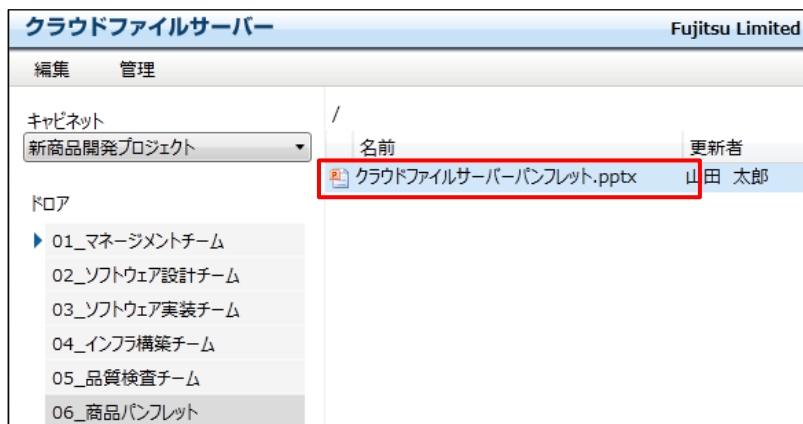 クラウドファイルサーバー
Fujitsu Limited
編集 管理
キャビネット
新商品開発プロジェクト
ドロア
01_マネージメントチーム
02_ソフトウェア設計チーム
03_ソフトウェア実装チーム
04_インフラ構築チーム
05_品質検査チーム
06_商品パンフレット
/
名前 更新者
クラウドファイルサーバーパンフレット.pptx 山田 太郎